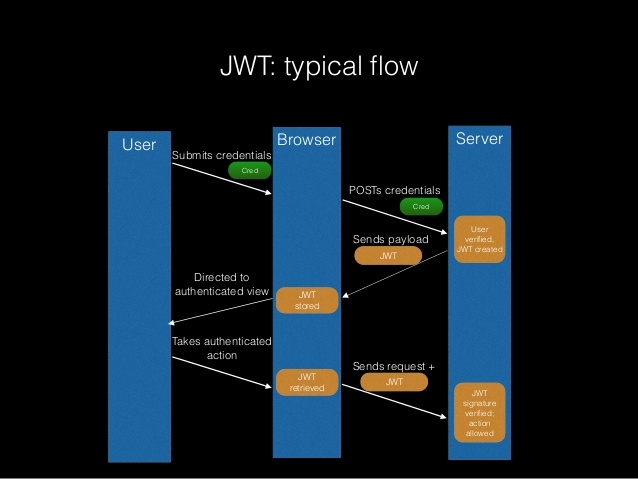 JWT: typical flow
User
Browser
Server
Submits credentials
Cred
POSTs credentials
Cred
User
verified,
JWT created
Sends payload
JWT
Directed to
authenticated view
JWT
stored
Takes authenticated
action
JWT
retrieved
Sends request +
JWT
JWT
signature
verified;
action
allowed